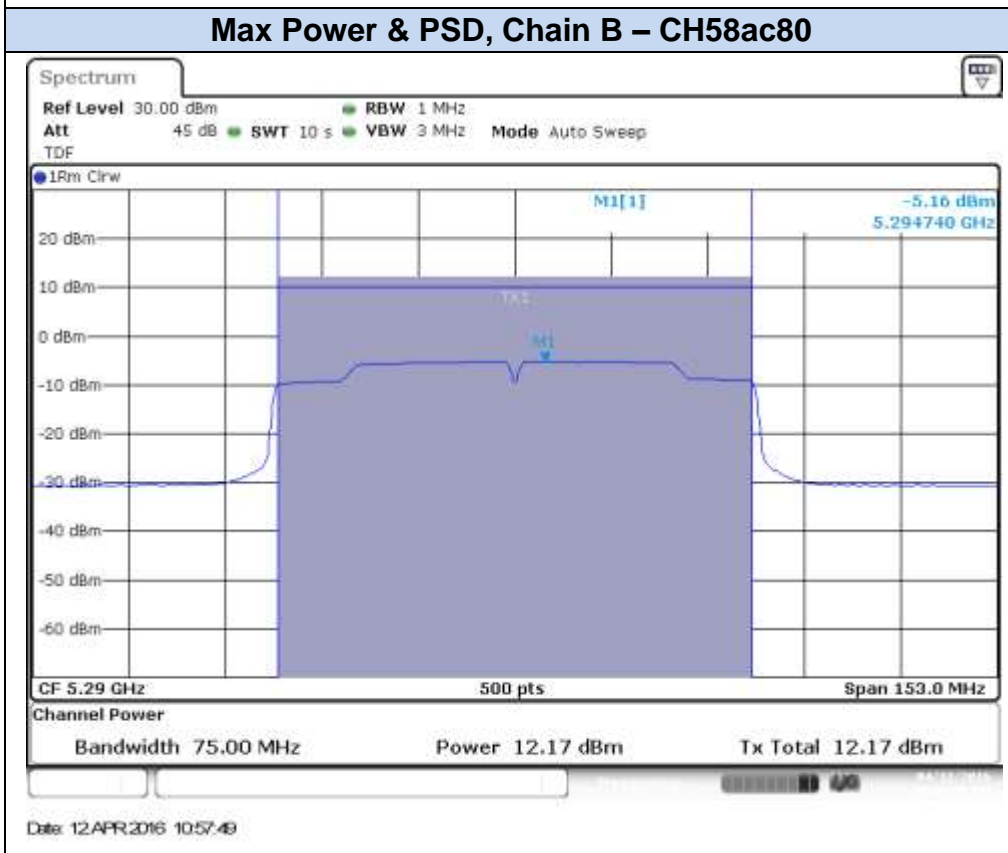 Max Power & PSD, Chain B – CH58ac80
Spectrum
Ref Level 30.00 dBm RBW 1 MHz
Att 45 dB SWT 10 s VBW 3 MHz Mode Auto Sweep
TDF
1Rm Clrw
M1[1] -5.16 dBm
5.294740 GHz
20 dBm
10 dBm
0 dBm
M1
-10 dBm
-20 dBm
-30 dBm
-40 dBm
-50 dBm
-60 dBm
CF 5.29 GHz 500 pts Span 153.0 MHz
Channel Power
Bandwidth 75.00 MHz Power 12.17 dBm Tx Total 12.17 dBm
Date: 12.APR.2016 10:57:49